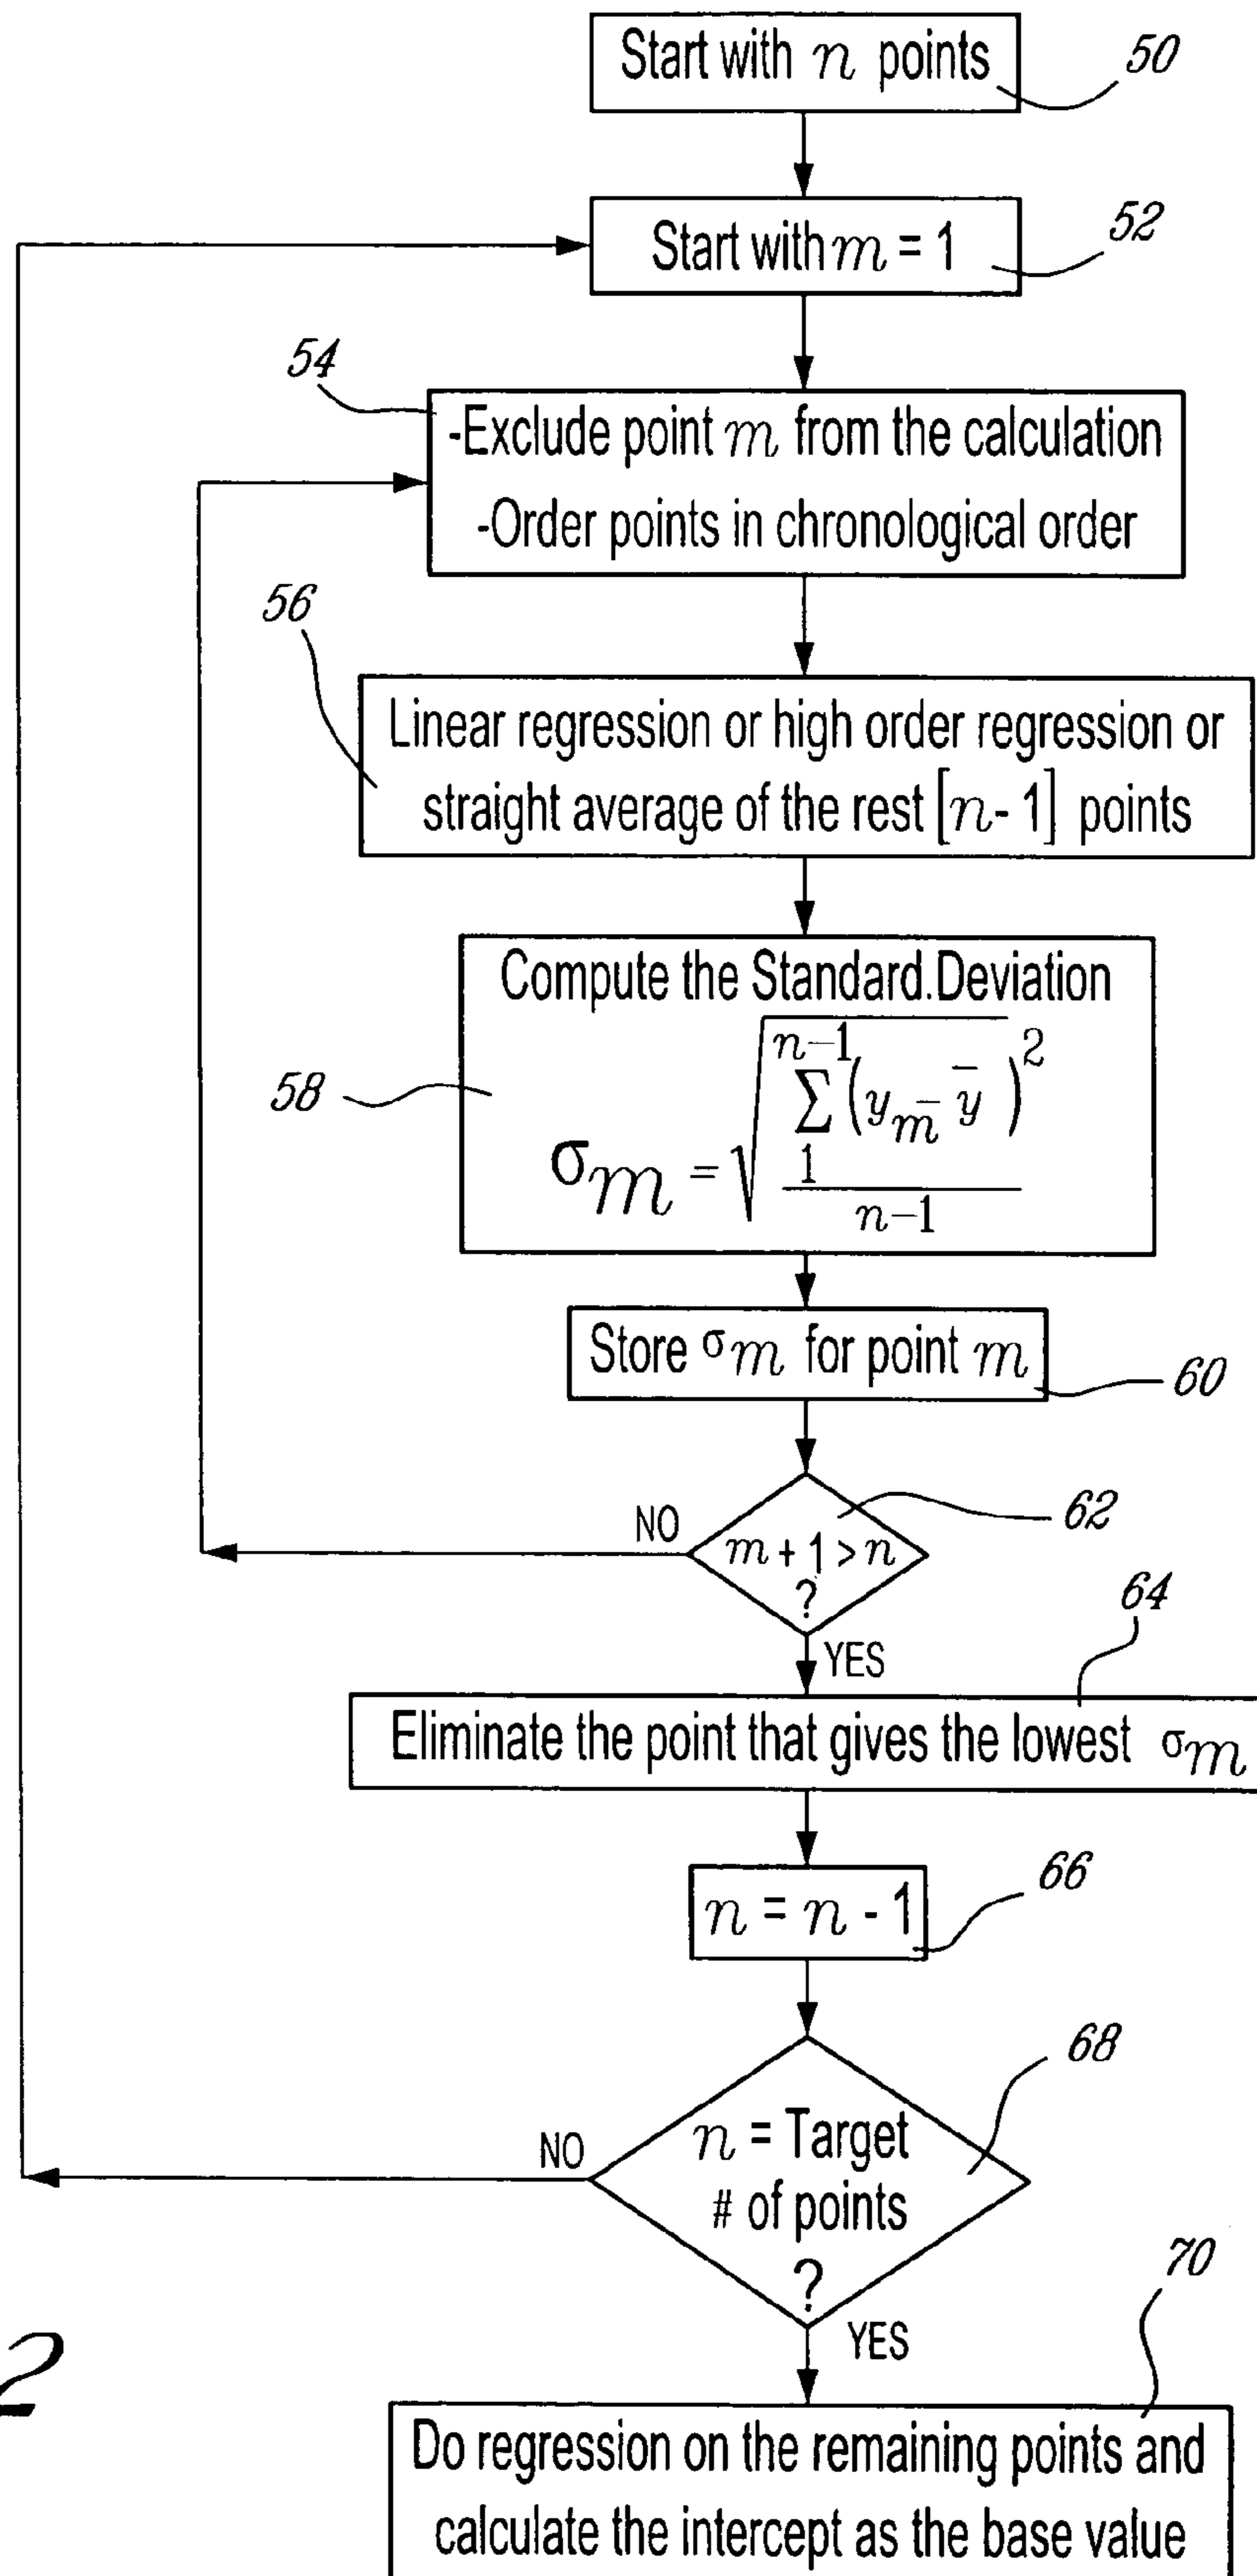 Start with n points
50
Start with m = 1
52
54
-Exclude point m from the calculation
-Order points in chronological order
56
Linear regression or high order regression or
straight average of the rest [n-1] points
Compute the Standard.Deviation
58
σm = √ n-1 Σ 1 (ym - y̅)2 / n-1
Store σm for point m
60
62
NO
m + 1 > n
?
YES
64
Eliminate the point that gives the lowest σm
n = n - 1
66
68
NO
n = Target
# of points
?
YES
70
2
Do regression on the remaining points and
calculate the intercept as the base value